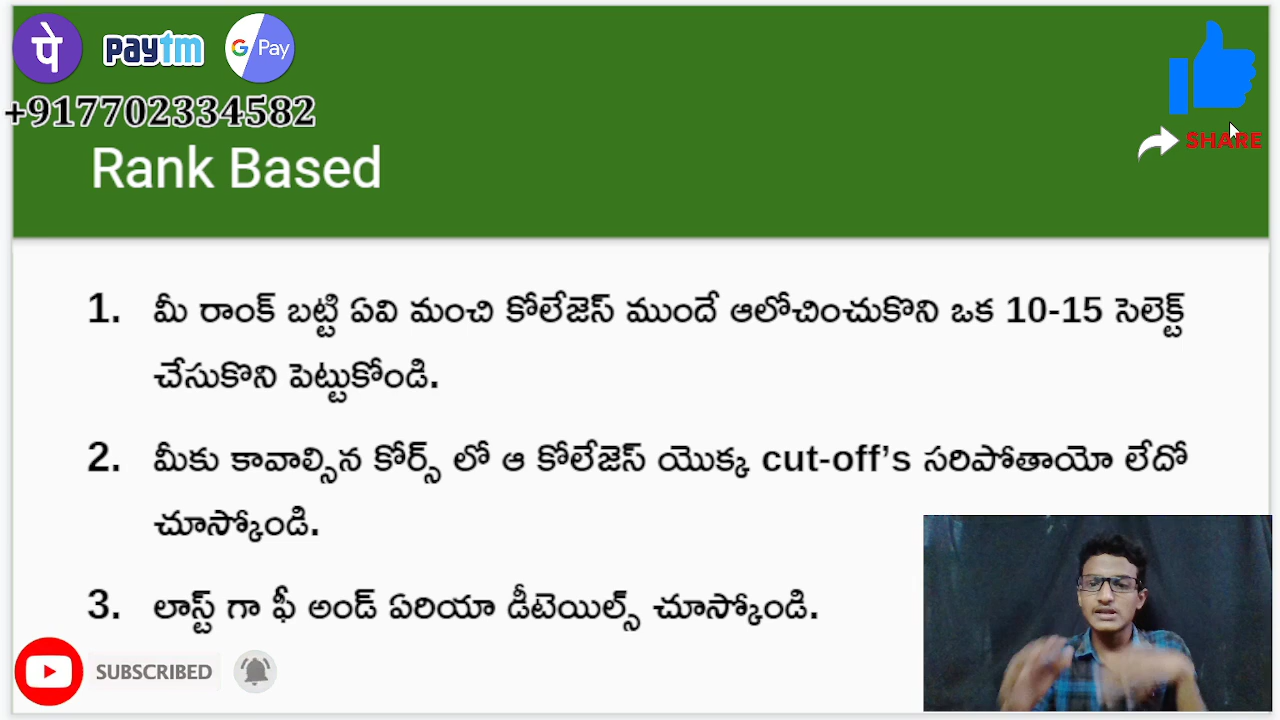 पे
paytm
G Pay
+917702334582
SHARE
Rank Based
1. మీ రాంక్ బట్టి ఏవి మంచి కోలేజెస్ ముందే ఆలోచించుకొని ఒక 10-15 సెలెక్ట్
చేసుకొని పెట్టుకోండి.
2. మీకు కావాల్సిన కోర్స్ లో ఆ కోలేజెస్ యొక్క cut-off’s సరిపోతాయో లేదో
చూస్కోండి.
3. లాస్ట్ గా ఫీ అండ్ ఏరియా డీటెయిల్స్ చూస్కోండి.
SUBSCRIBED